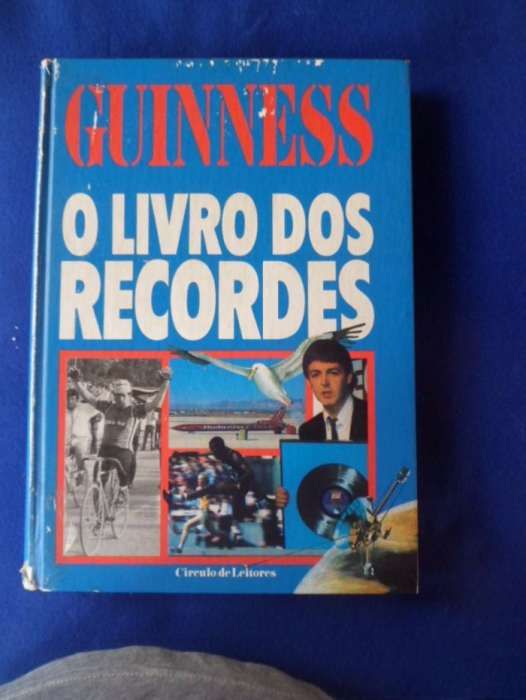 GUINNESS
O LIVRO DOS
RECORDES
Círculo de Leitores